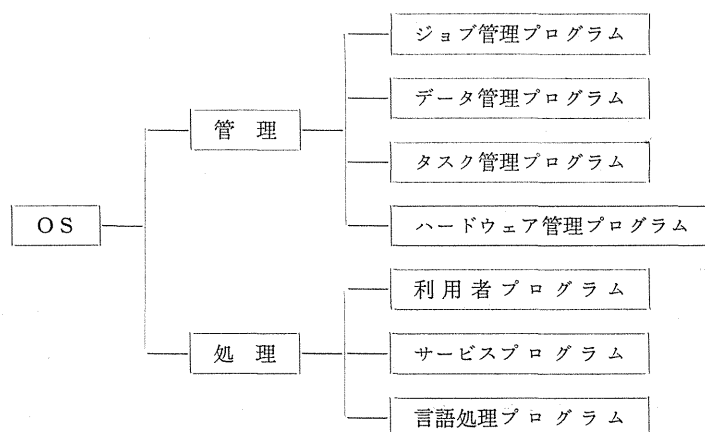 OS
管理
ジョブ管理プログラム
データ管理プログラム
タスク管理プログラム
ハードウェア管理プログラム
処理
利用者プログラム
サービスプログラム
言語処理プログラム